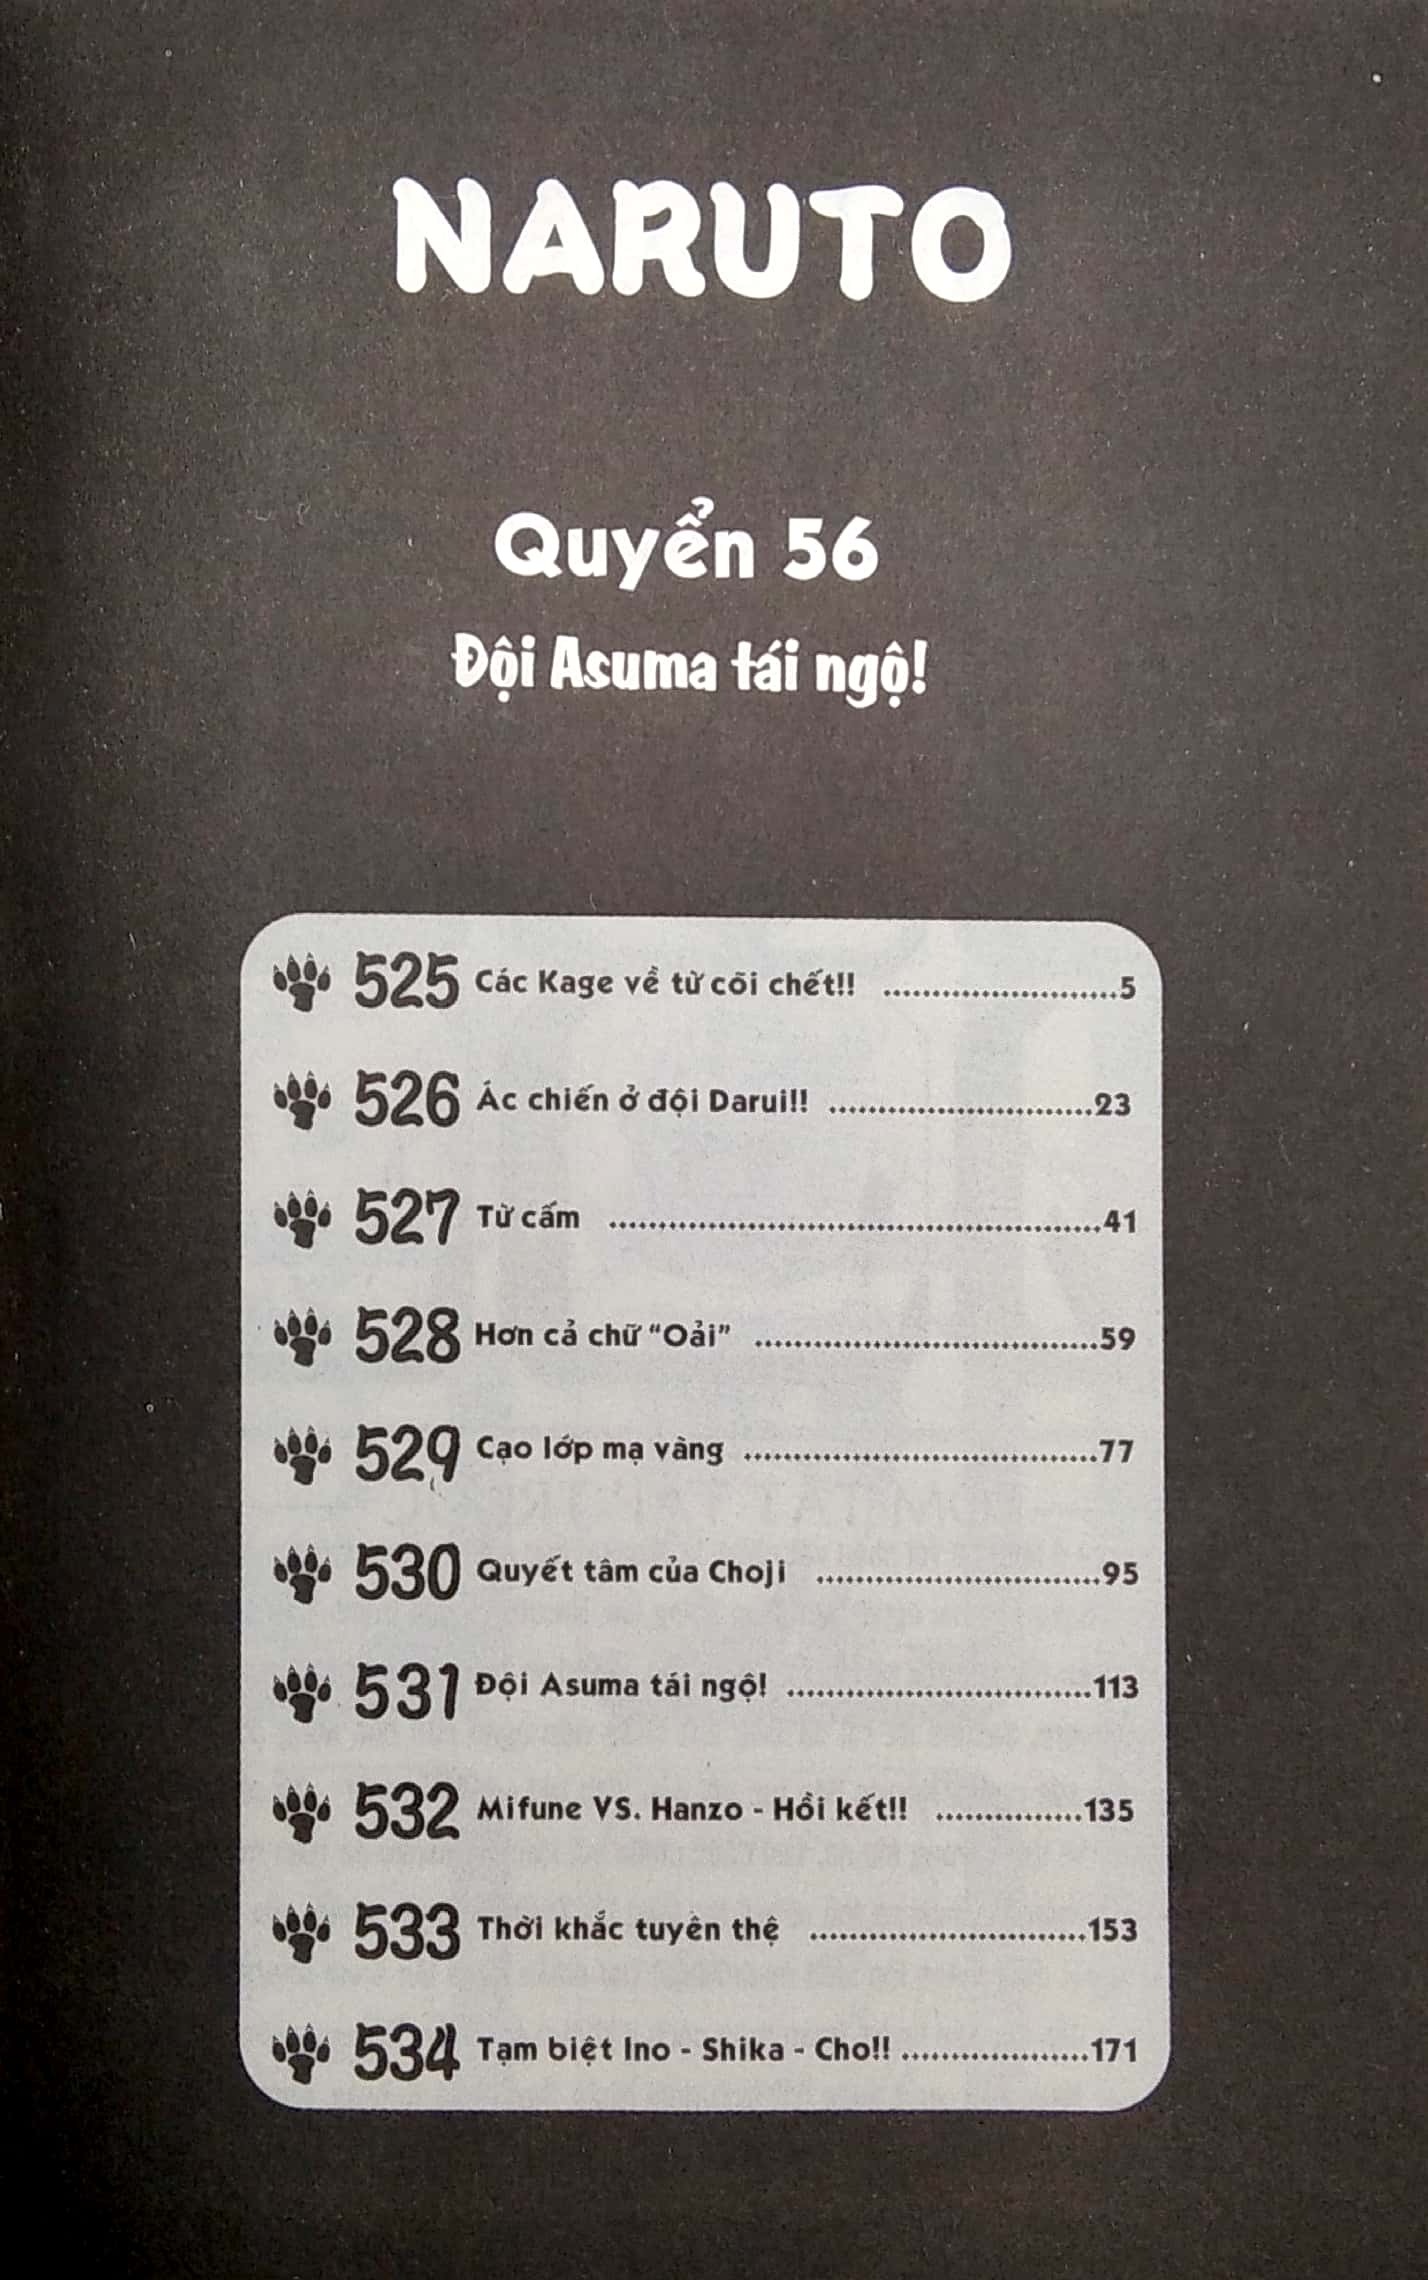 NARUTO
Quyển 56
Đội Asuma tái ngộ!
525 Các Kage về từ cõi chết!! ........................5
526 Ác chiến ở đội Darui!! ...........................23
527 Từ cấm ..................................................41
528 Hơn cả chữ “Oải” ...................................59
529 Cạo lớp mạ vàng ....................................77
530 Quyết tâm của Choji .............................95
531 Đội Asuma tái ngộ! ...............................113
532 Mifune VS. Hanzo - Hồi kết!! ...............135
533 Thời khắc tuyên thệ ............................153
534 Tạm biệt Ino - Shika - Cho!! ...................171